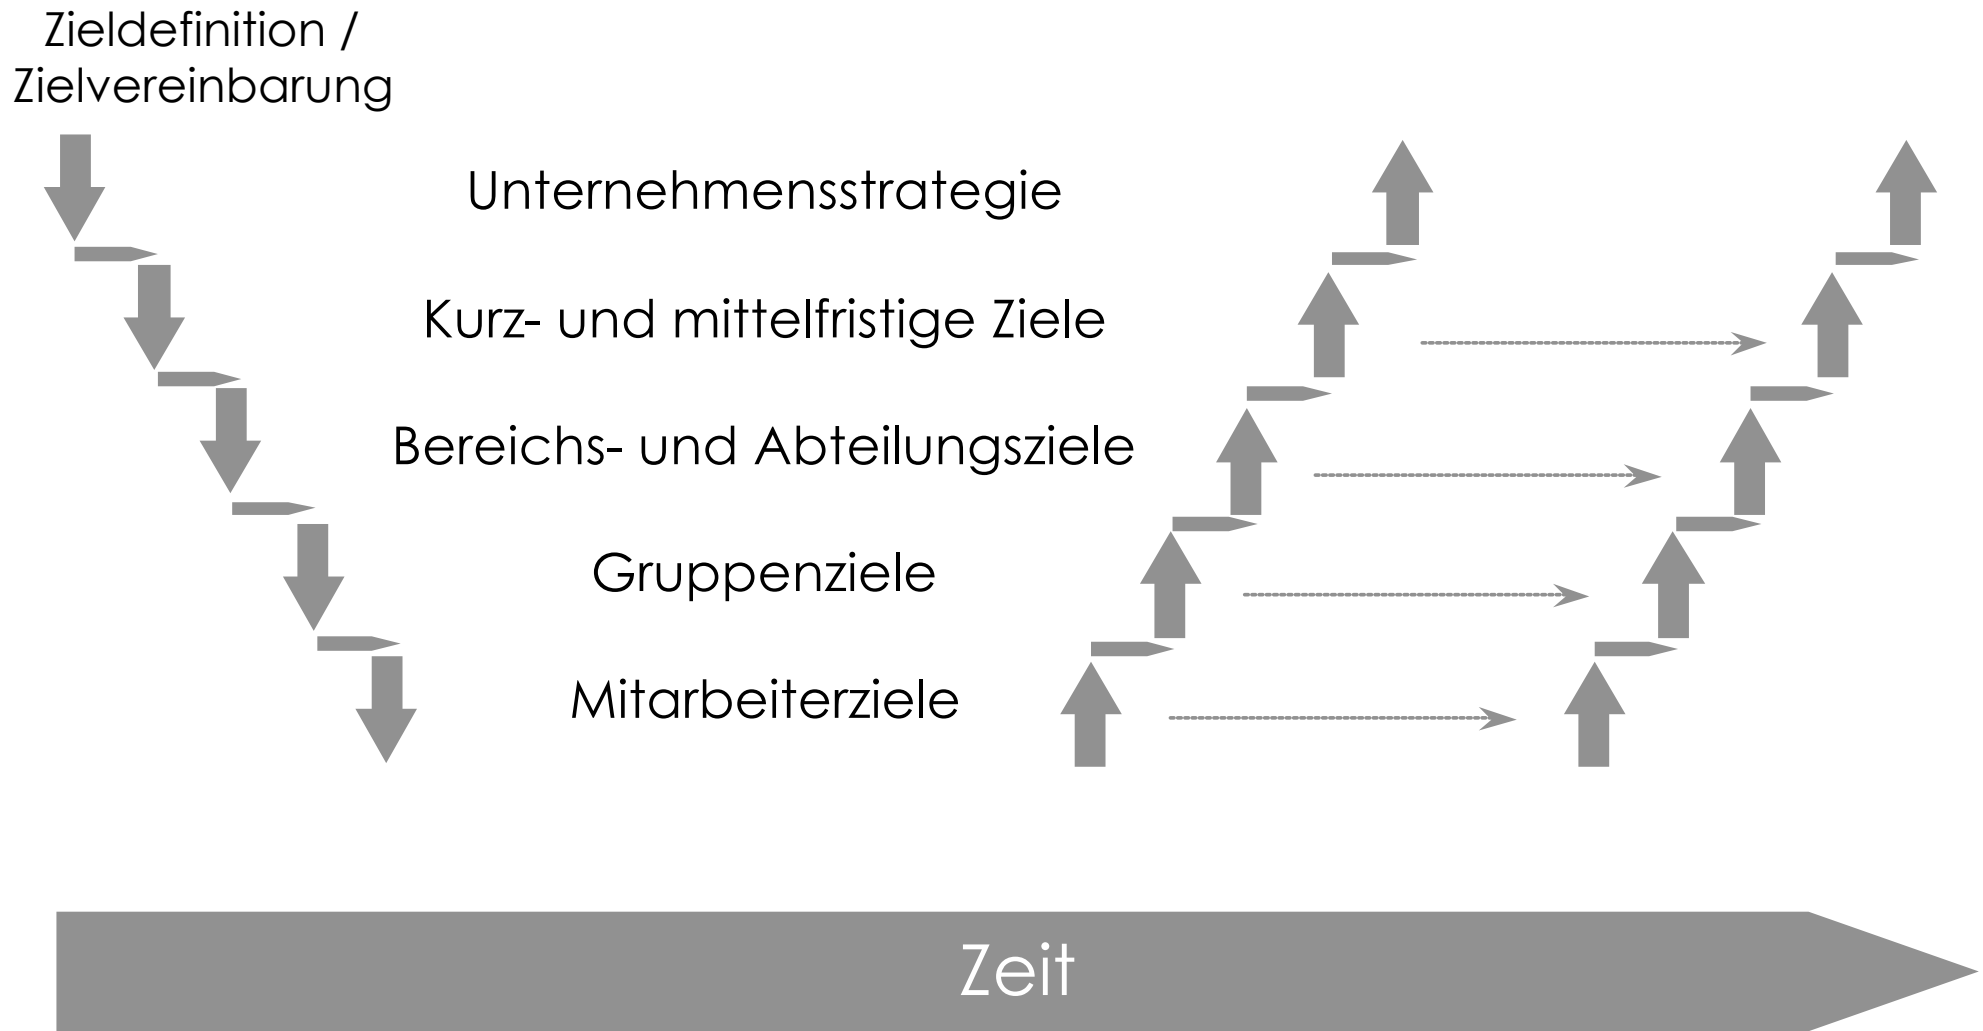 Zieldefinition /
Zielvereinbarung
Unternehmensstrategie
Kurz- und mittelfristige Ziele
Bereichs- und Abteilungsziele
Gruppenziele
Mitarbeiterziele
Zeit